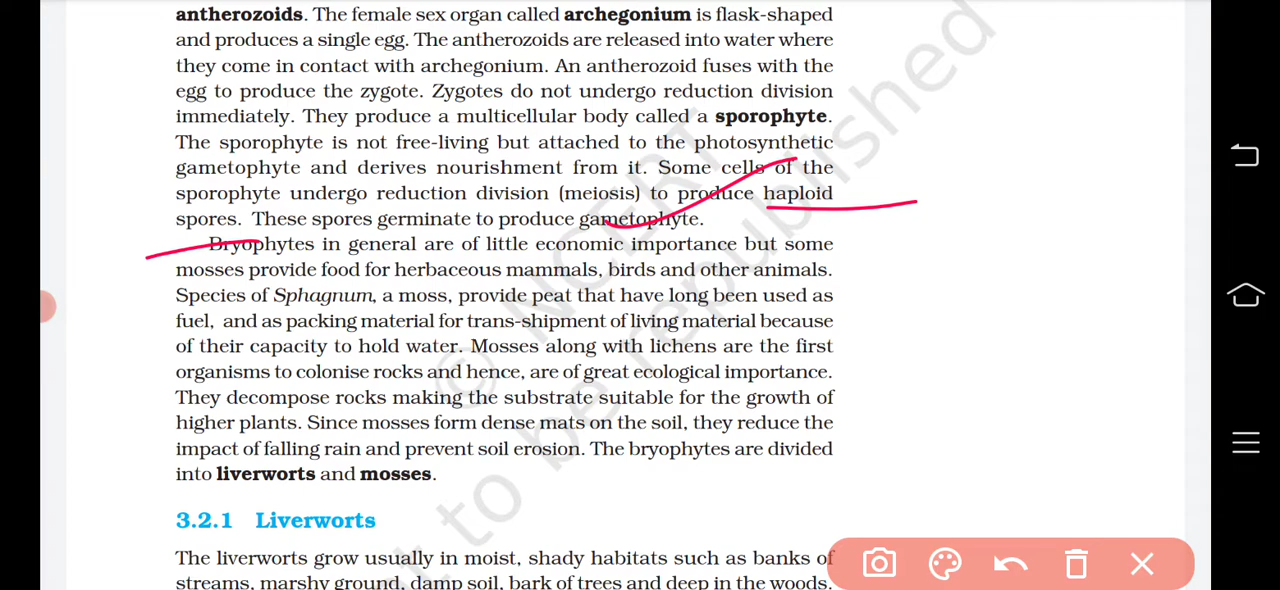 antherozoids. The female sex organ called archegonium is flask-shaped
and produces a single egg. The antherozoids are released into water where
they come in contact with archegonium. An antherozoid fuses with the
egg to produce the zygote. Zygotes do not undergo reduction division
immediately. They produce a multicellular body called a sporophyte.
The sporophyte is not free-living but attached to the photosynthetic
gametophyte and derives nourishment from it. Some cells of the
sporophyte undergo reduction division (meiosis) to produce haploid
spores. These spores germinate to produce gametophyte.
Bryophytes in general are of little economic importance but some
mosses provide food for herbaceous mammals, birds and other animals.
Species of Sphagnum, a moss, provide peat that have long been used as
fuel, and as packing material for trans-shipment of living material because
of their capacity to hold water. Mosses along with lichens are the first
organisms to colonise rocks and hence, are of great ecological importance.
They decompose rocks making the substrate suitable for the growth of
higher plants. Since mosses form dense mats on the soil, they reduce the
impact of falling rain and prevent soil erosion. The bryophytes are divided
into liverworts and mosses.
3.2.1 Liverworts
The liverworts grow usually in moist, shady habitats such as banks of
streams, marshy ground, damp soil, bark of trees and deep in the woods.
© NCERT
not to be republished